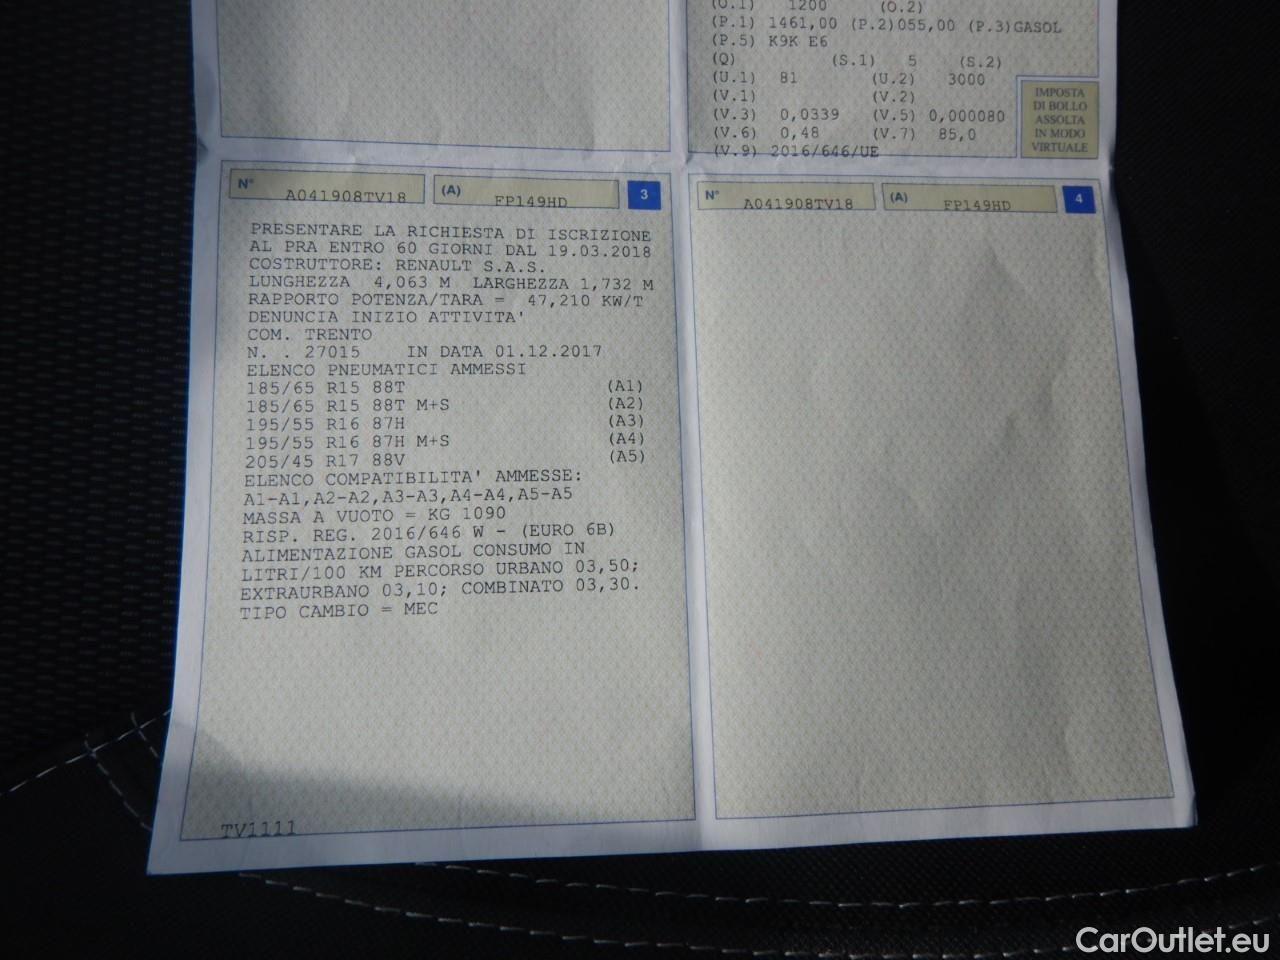 (O.1) 1200 (O.2)
(P.1) 1461,00 (P.2)055,00 (P.3)GASOL
(P.5) K9K E6
(Q) (S.1) 5 (S.2)
(U.1) 81 (U.2) 3000
(V.1) (V.2)
(V.3) 0,0339 (V.5) 0,000080
(V.6) 0,48 (V.7) 85,0
(V.9) 2016/646/UE
IMPOSTA
DI BOLLO
ASSOLTA
IN MODO
VIRTUALE
N° A041908TV18 (A) FP149HD 3
PRESENTARE LA RICHIESTA DI ISCRIZIONE
AL PRA ENTRO 60 GIORNI DAL 19.03.2018
COSTRUTTORE: RENAULT S.A.S.
LUNGHEZZA 4,063 M LARGHEZZA 1,732 M
RAPPORTO POTENZA/TARA = 47,210 KW/T
DENUNCIA INIZIO ATTIVITA'
COM. TRENTO
N. . 27015 IN DATA 01.12.2017
ELENCO PNEUMATICI AMMESSI
185/65 R15 88T (A1)
185/65 R15 88T M+S (A2)
195/55 R16 87H (A3)
195/55 R16 87H M+S (A4)
205/45 R17 88V (A5)
ELENCO COMPATIBILITA' AMMESSE:
A1-A1,A2-A2,A3-A3,A4-A4,A5-A5
MASSA A VUOTO = KG 1090
RISP. REG. 2016/646 W - (EURO 6B)
ALIMENTAZIONE GASOL CONSUMO IN
LITRI/100 KM PERCORSO URBANO 03,50;
EXTRAURBANO 03,10; COMBINATO 03,30.
TIPO CAMBIO = MEC
TV1111
N° A041908TV18 (A) FP149HD 4
CarOutlet.eu